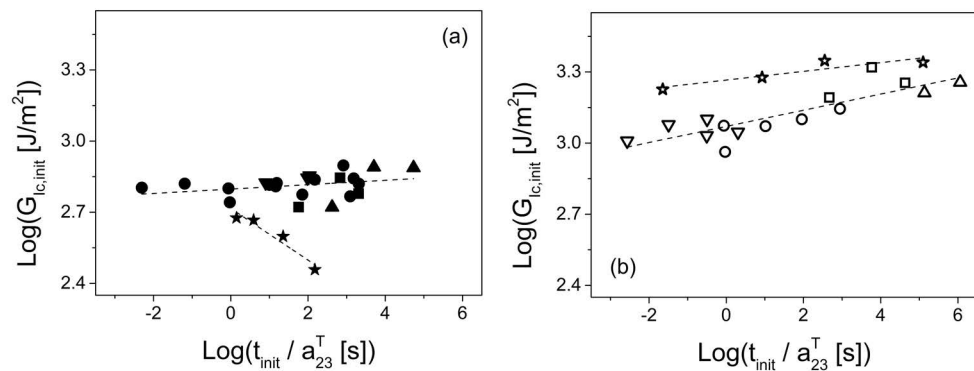 (a)
3.3
3.0
2.7
2.4
Log(G_Ic,init [J/m²])
-2 0 2 4 6
Log(t_init / a^T_23 [s])
3.3
3.0
2.7
2.4
Log(G_Ic,init [J/m²])
(b)
-2 0 2 4 6
Log(t_init / a^T_23 [s])